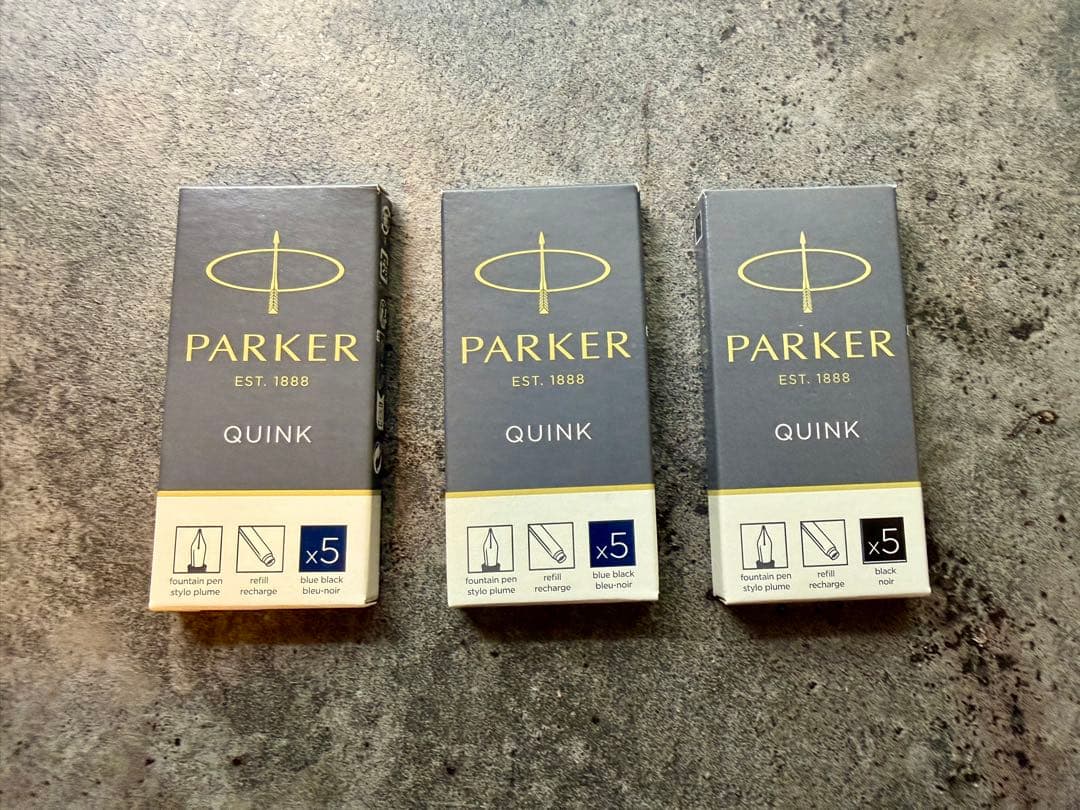 PARKER
EST. 1888
QUINK
x5
fountain pen
stylo plume
refill
recharge
blue black
bleu-noir
PARKER
EST. 1888
QUINK
x5
fountain pen
stylo plume
refill
recharge
blue black
bleu-noir
PARKER
EST. 1888
QUINK
x5
fountain pen
stylo plume
refill
recharge
black
noir